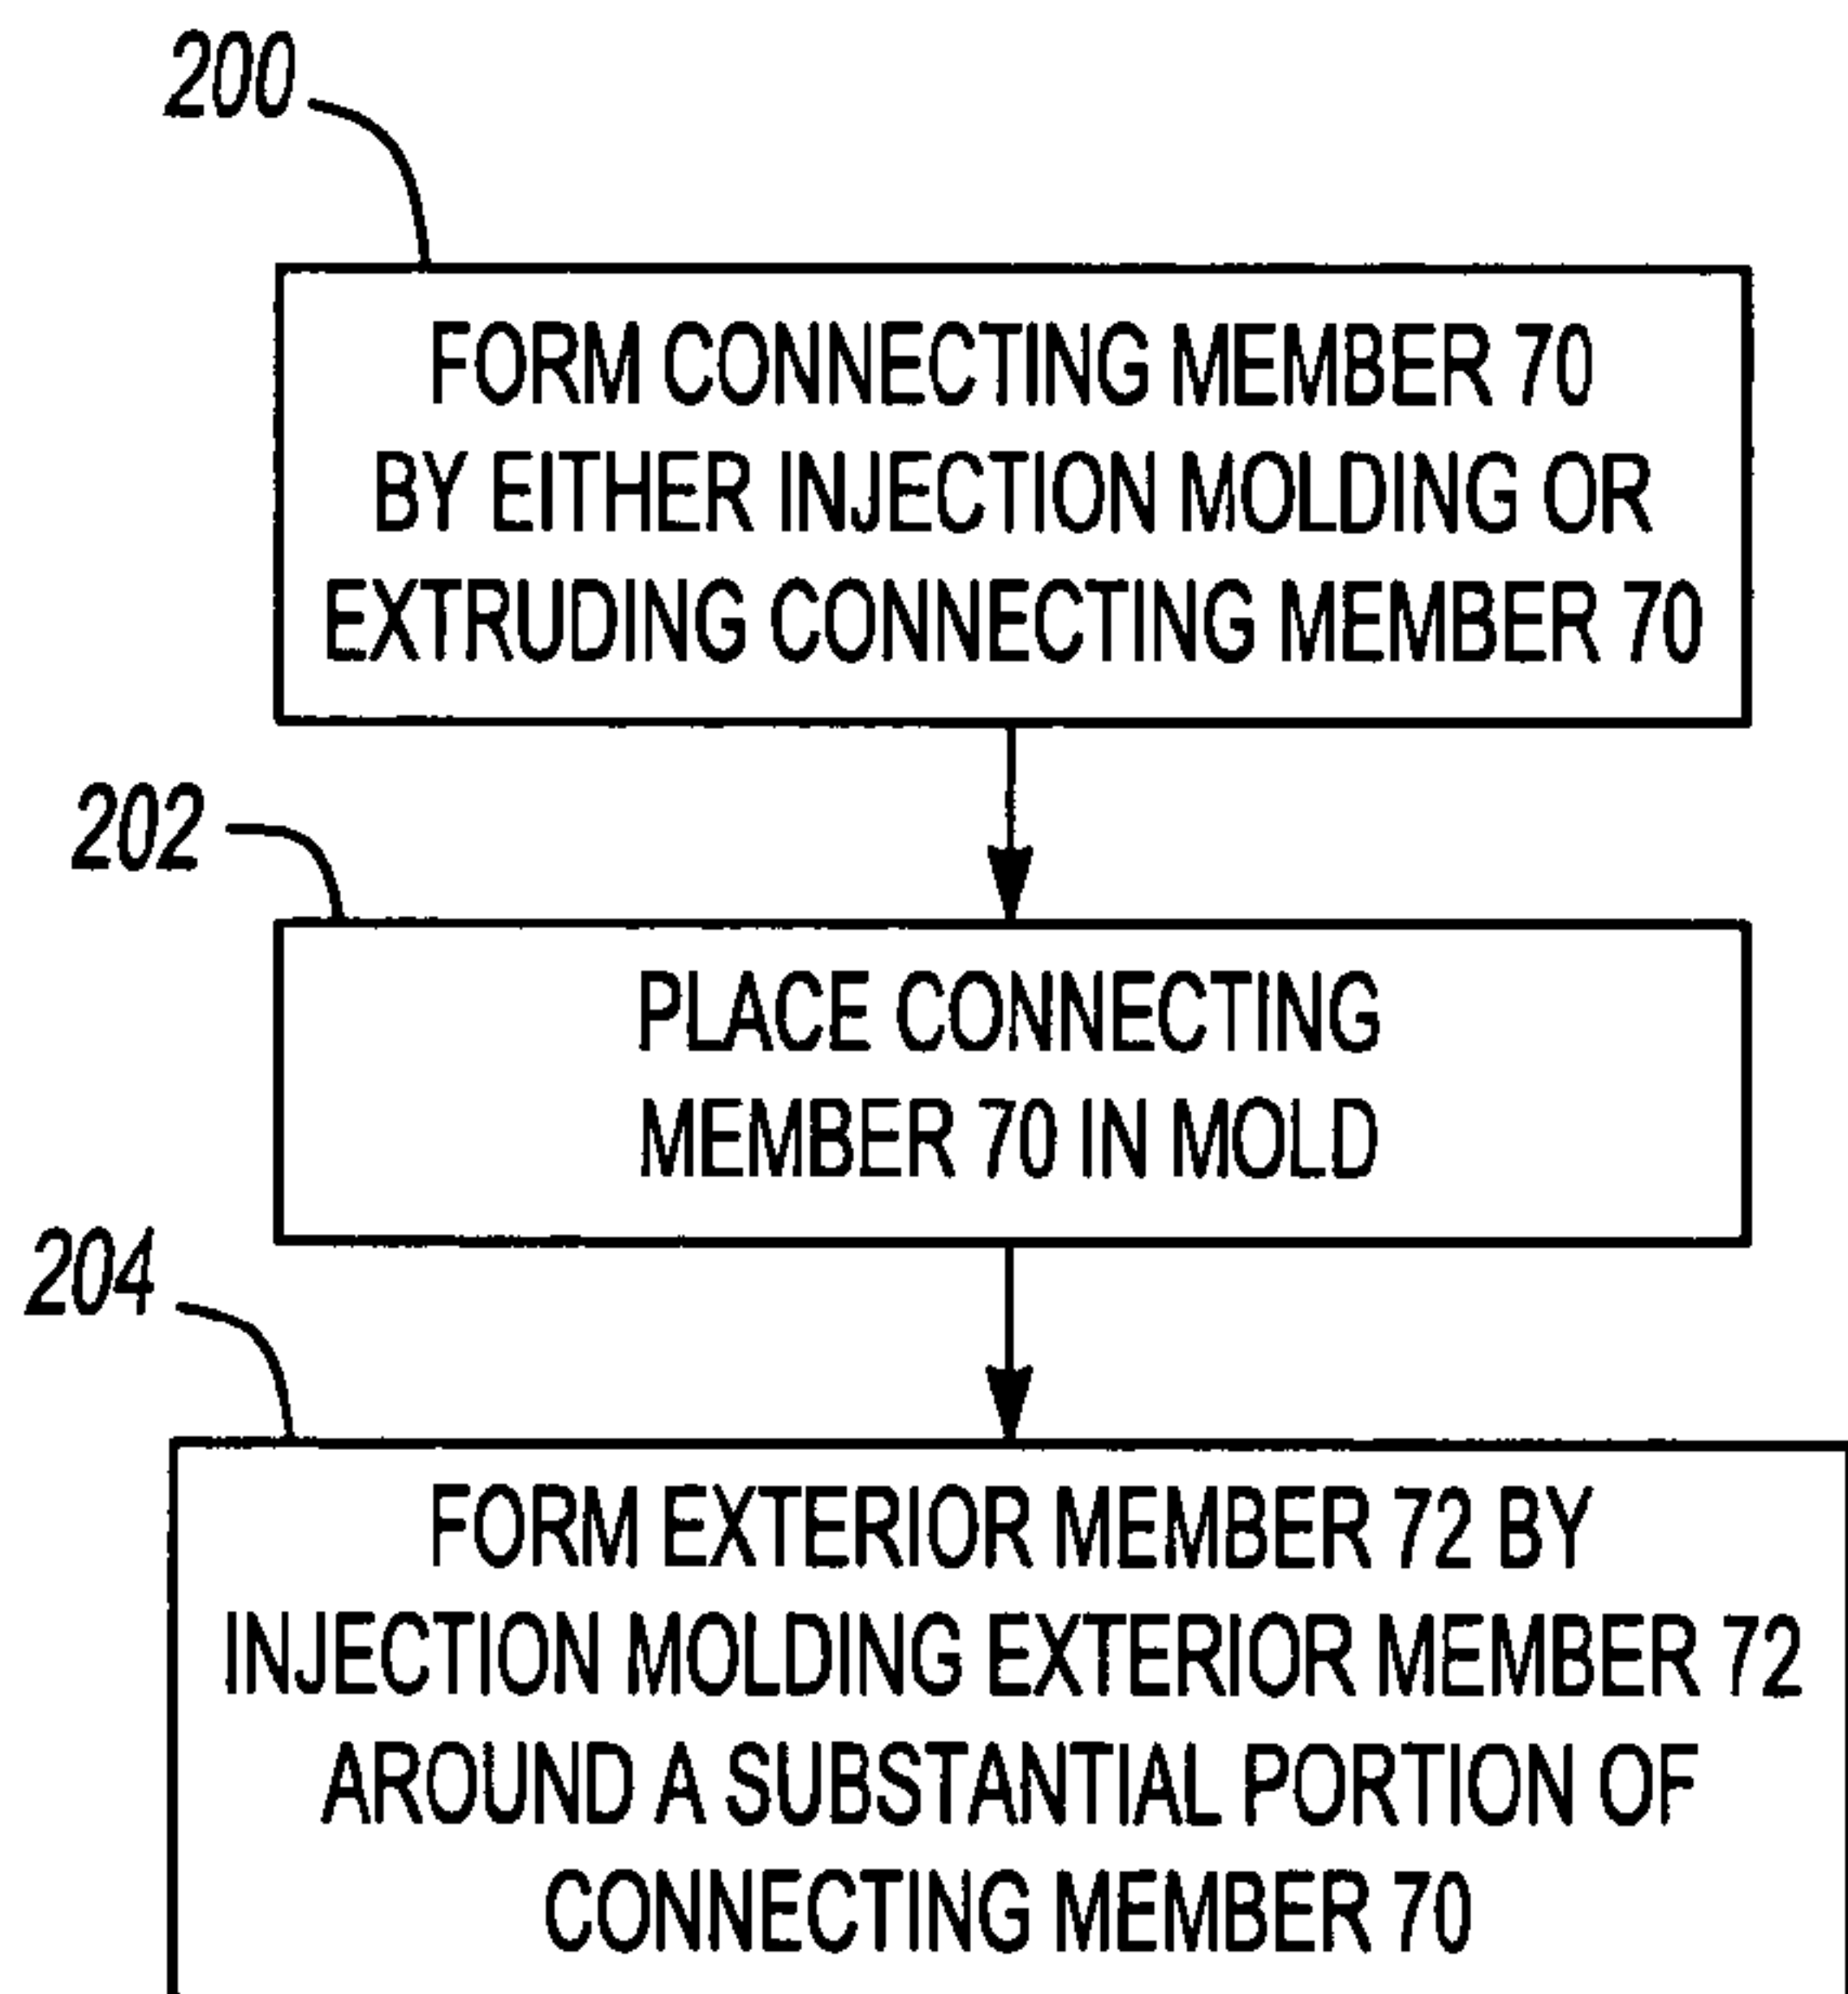 200
FORM CONNECTING MEMBER 70
BY EITHER INJECTION MOLDING OR
EXTRUDING CONNECTING MEMBER 70
202
PLACE CONNECTING
MEMBER 70 IN MOLD
204
FORM EXTERIOR MEMBER 72 BY
INJECTION MOLDING EXTERIOR MEMBER 72
AROUND A SUBSTANTIAL PORTION OF
CONNECTING MEMBER 70